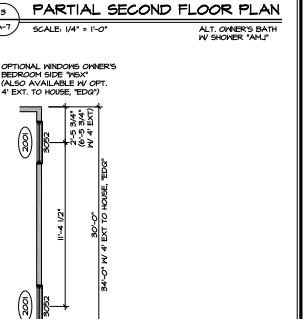 3
A-7
PARTIAL SECOND FLOOR PLAN
SCALE: 1/4" = 1'-0"
ALT. OWNER'S BATH
W/ SHOWER "AMJ"
OPTIONAL WINDOWS OWNER'S
BEDROOM SIDE "WSX"
(ALSO AVAILABLE W/ OPT.
4' EXT. TO HOUSE, "EDQ")
2001
3052
2'-5 3/4"
(6'-5 3/4"
W/ 4' EXT)
11'-4 1/2"
30'-0"
34'-0" W/ 4' EXT TO HOUSE, "EDQ"
2001
3052